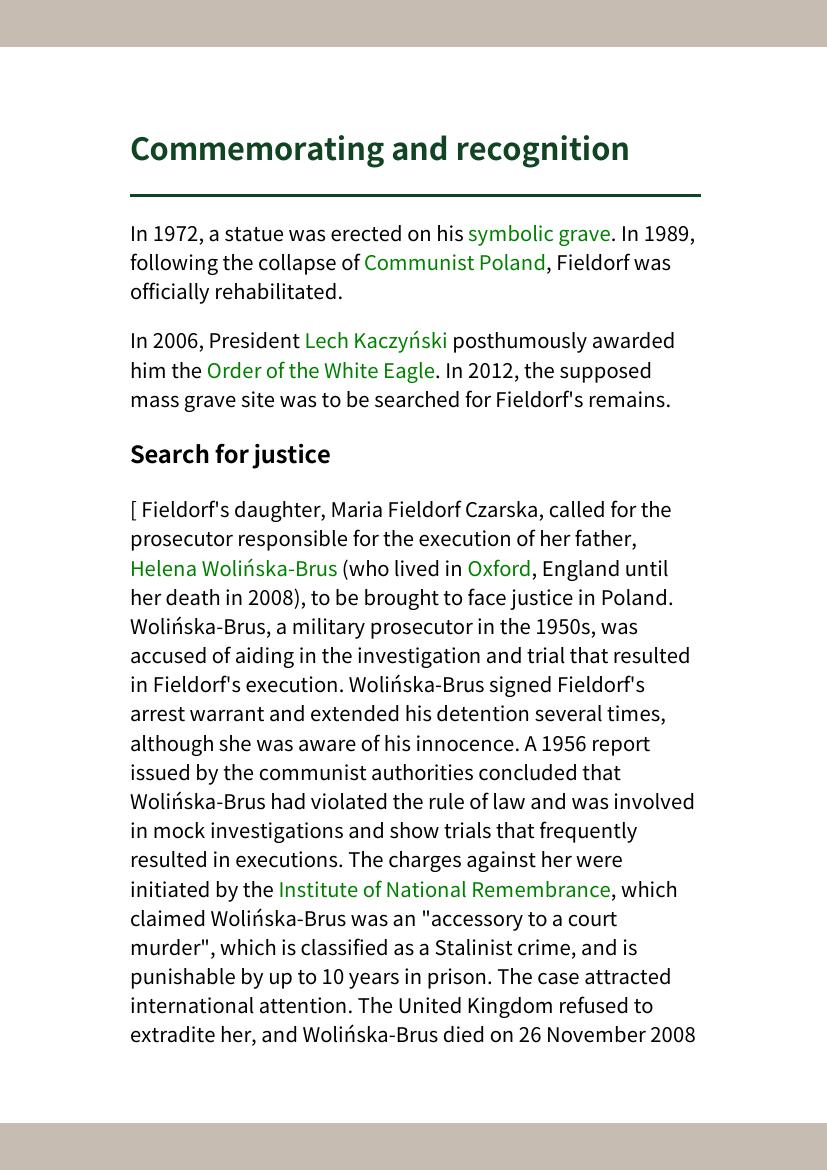 Commemorating and recognition
In 1972, a statue was erected on his symbolic grave. In 1989,
following the collapse of Communist Poland, Fieldorf was
officially rehabilitated.
In 2006, President Lech Kaczyński posthumously awarded
him the Order of the White Eagle. In 2012, the supposed
mass grave site was to be searched for Fieldorf's remains.
Search for justice
[ Fieldorf's daughter, Maria Fieldorf Czarska, called for the
prosecutor responsible for the execution of her father,
Helena Wolińska-Brus (who lived in Oxford, England until
her death in 2008), to be brought to face justice in Poland.
Wolińska-Brus, a military prosecutor in the 1950s, was
accused of aiding in the investigation and trial that resulted
in Fieldorf's execution. Wolińska-Brus signed Fieldorf's
arrest warrant and extended his detention several times,
although she was aware of his innocence. A 1956 report
issued by the communist authorities concluded that
Wolińska-Brus had violated the rule of law and was involved
in mock investigations and show trials that frequently
resulted in executions. The charges against her were
initiated by the Institute of National Remembrance, which
claimed Wolińska-Brus was an "accessory to a court
murder", which is classified as a Stalinist crime, and is
punishable by up to 10 years in prison. The case attracted
international attention. The United Kingdom refused to
extradite her, and Wolińska-Brus died on 26 November 2008